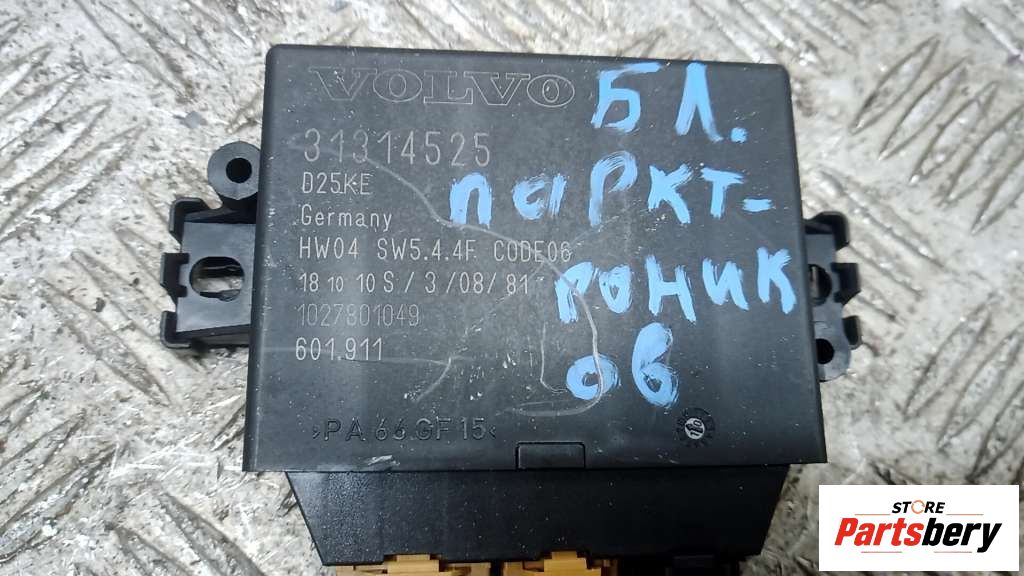 VOLVO
31314525
D25KE
Germany
HW04 SW5.4.4F CODE06
18 10 10 S / 3 /08/ 81
1027801049
601.911
>PA 66 GF 15<
БЛ.
ПАРКТ-
РОНИК
ОВ
STORE
Partsbery